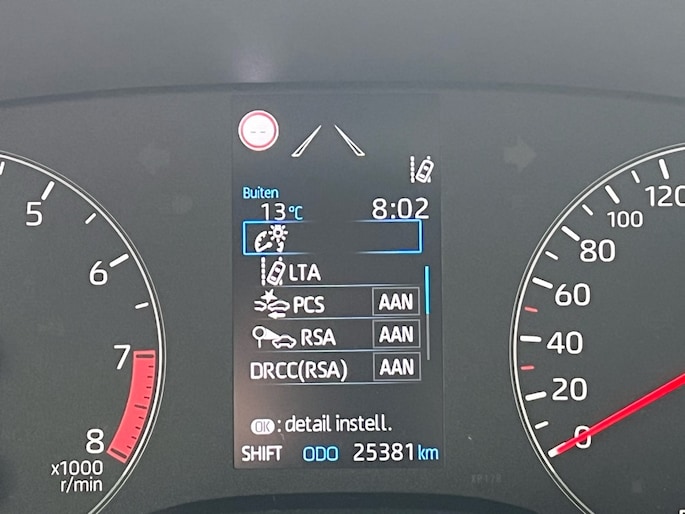 5
6
7
8
x1000
r/min
--
Buiten
13°C
8:02
LTA
PCS AAN
RSA AAN
DRCC(RSA) AAN
OK : detail instell.
SHIFT ODO 25381 km
120
100
80
60
40
20
0